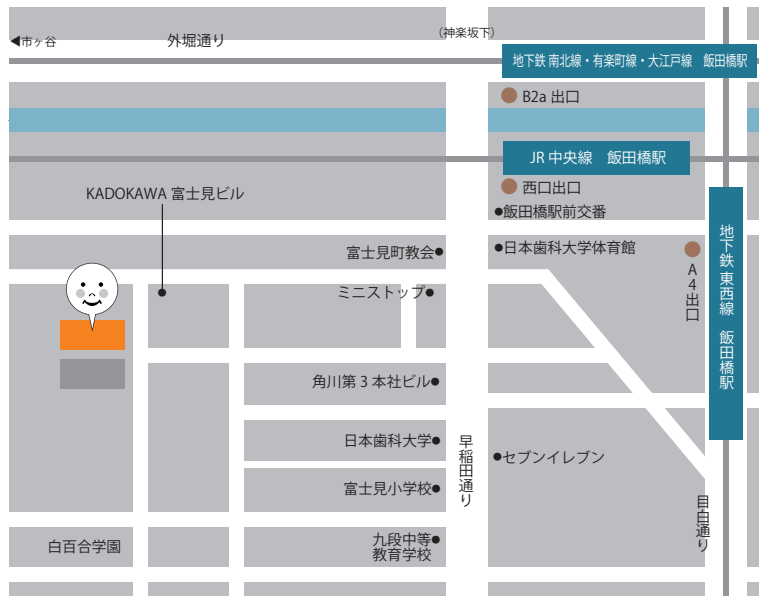 ◀市ヶ谷
外堀通り
（神楽坂下）
地下鉄 南北線・有楽町線・大江戸線　飯田橋駅
B2a 出口
JR 中央線　飯田橋駅
西口出口
KADOKAWA 富士見ビル
●飯田橋駅前交番
富士見町教会●
●日本歯科大学体育館
A4出口
地下鉄 東西線　飯田橋駅
ミニストップ●
角川第 3 本社ビル●
日本歯科大学●
早稲田通り
●セブンイレブン
富士見小学校●
目白通り
白百合学園
九段中等●
教育学校